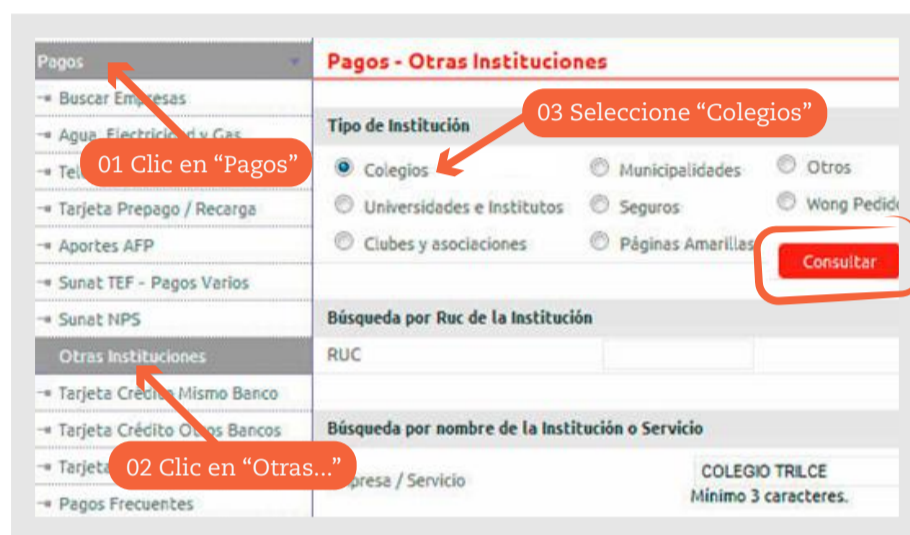 Pagos
Buscar Empresas
Agua, Electricidad y Gas
01 Clic en “Pagos”
Tarjeta Prepago / Recarga
Aportes AFP
Sunat TEF - Pagos Varios
Sunat NPS
Otras Instituciones
Tarjeta Crédito Mismo Banco
Tarjeta Crédito Otros Bancos
Tarjeta
02 Clic en “Otras...”
Pagos Frecuentes
Pagos - Otras Instituciones
03 Seleccione “Colegios”
Tipo de Institución
Colegios Municipalidades Otros
Universidades e Institutos Seguros Wong Pedido
Clubes y asociaciones Páginas Amarillas
Consultar
Búsqueda por Ruc de la Institución
RUC
Búsqueda por nombre de la Institución o Servicio
presa / Servicio COLEGIO TRILCE
Mínimo 3 caracteres.